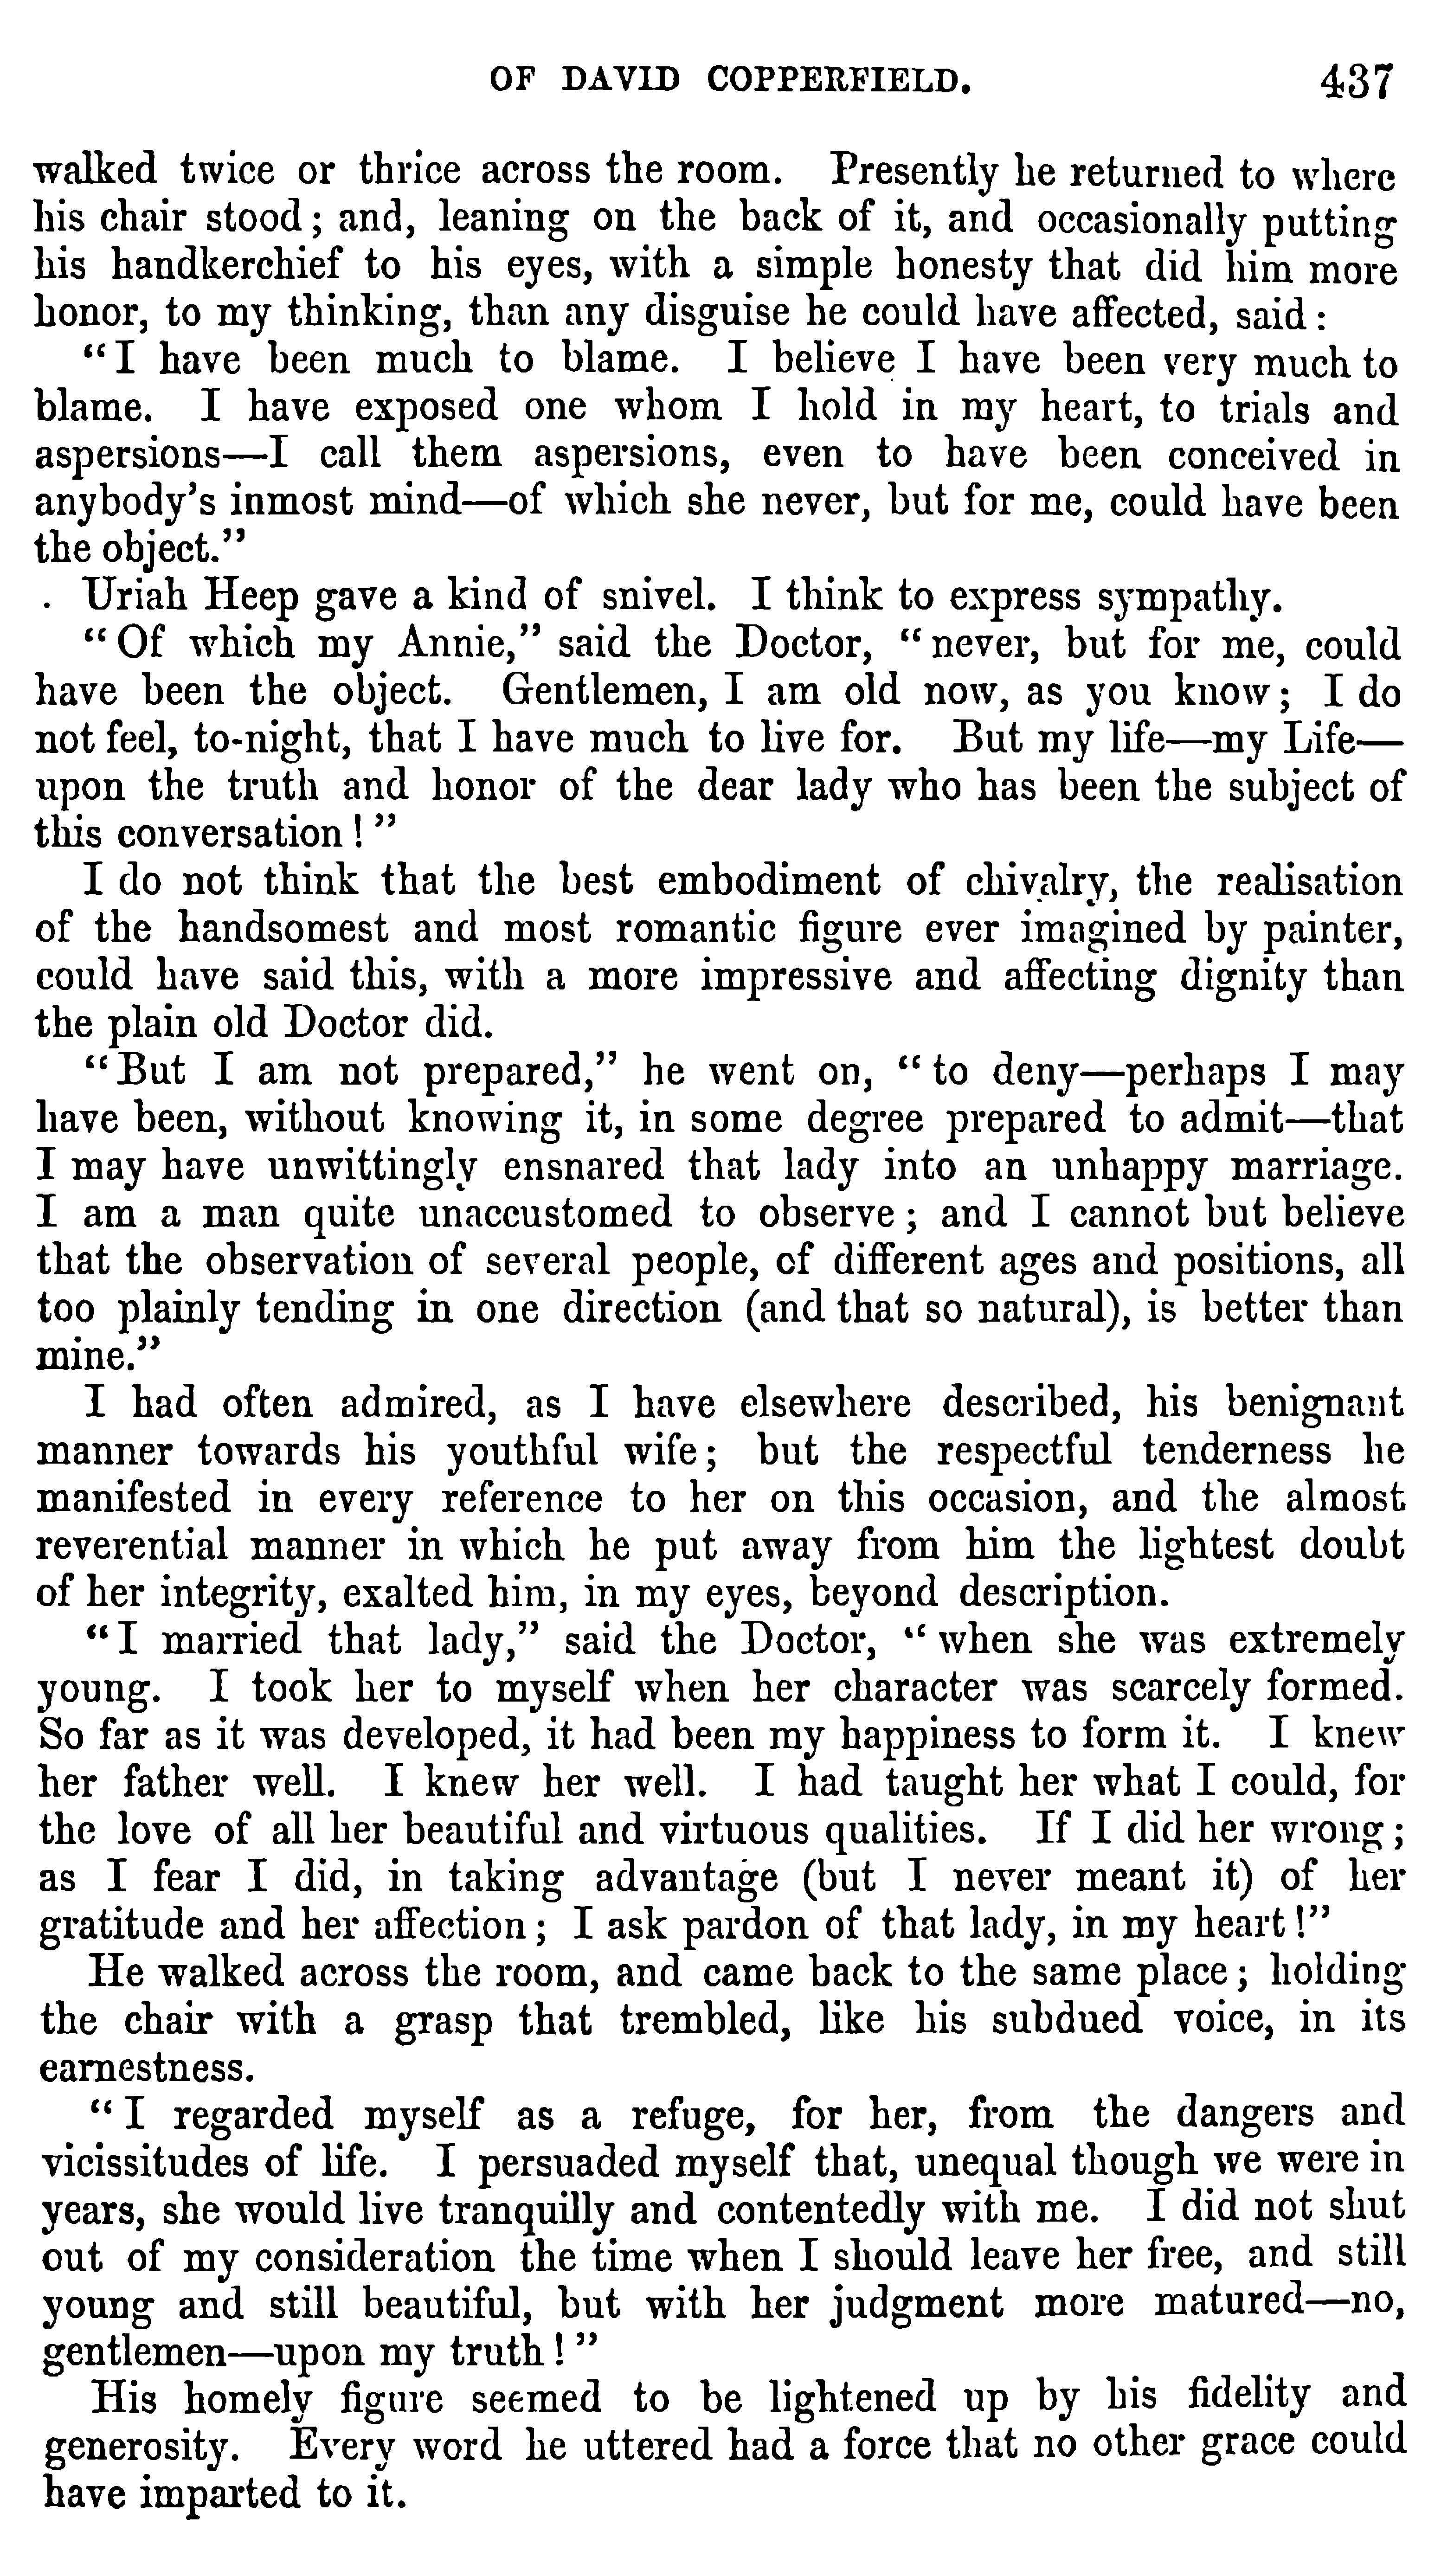 OF DAVID COPPERFIELD. 437
walked twice or thrice across the room. Presently he returned to where
his chair stood; and, leaning on the back of it, and occasionally putting
his handkerchief to his eyes, with a simple honesty that did him more
honor, to my thinking, than any disguise he could have affected, said:
“I have been much to blame. I believe I have been very much to
blame. I have exposed one whom I hold in my heart, to trials and
aspersions—I call them aspersions, even to have been conceived in
anybody’s inmost mind—of which she never, but for me, could have been
the object.”
Uriah Heep gave a kind of snivel. I think to express sympathy.
“Of which my Annie,” said the Doctor, “never, but for me, could
have been the object. Gentlemen, I am old now, as you know; I do
not feel, to-night, that I have much to live for. But my life—my Life—
upon the truth and honor of the dear lady who has been the subject of
this conversation!”
I do not think that the best embodiment of chivalry, the realisation
of the handsomest and most romantic figure ever imagined by painter,
could have said this, with a more impressive and affecting dignity than
the plain old Doctor did.
“But I am not prepared,” he went on, “to deny—perhaps I may
have been, without knowing it, in some degree prepared to admit—that
I may have unwittingly ensnared that lady into an unhappy marriage.
I am a man quite unaccustomed to observe; and I cannot but believe
that the observation of several people, of different ages and positions, all
too plainly tending in one direction (and that so natural), is better than
mine.”
I had often admired, as I have elsewhere described, his benignant
manner towards his youthful wife; but the respectful tenderness he
manifested in every reference to her on this occasion, and the almost
reverential manner in which he put away from him the lightest doubt
of her integrity, exalted him, in my eyes, beyond description.
“I married that lady,” said the Doctor, “when she was extremely
young. I took her to myself when her character was scarcely formed.
So far as it was developed, it had been my happiness to form it. I knew
her father well. I knew her well. I had taught her what I could, for
the love of all her beautiful and virtuous qualities. If I did her wrong;
as I fear I did, in taking advantage (but I never meant it) of her
gratitude and her affection; I ask pardon of that lady, in my heart!”
He walked across the room, and came back to the same place; holding
the chair with a grasp that trembled, like his subdued voice, in its
earnestness.
“I regarded myself as a refuge, for her, from the dangers and
vicissitudes of life. I persuaded myself that, unequal though we were in
years, she would live tranquilly and contentedly with me. I did not shut
out of my consideration the time when I should leave her free, and still
young and still beautiful, but with her judgment more matured—no,
gentlemen—upon my truth!”
His homely figure seemed to be lightened up by his fidelity and
generosity. Every word he uttered had a force that no other grace could
have imparted to it.